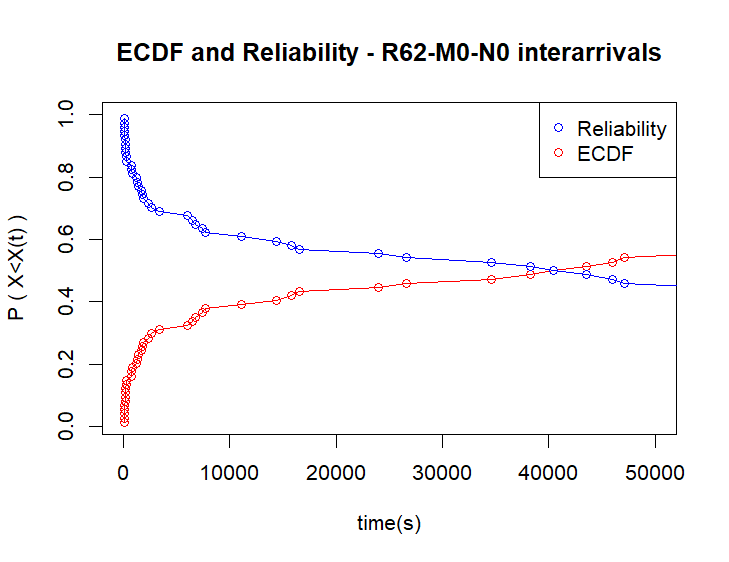 ECDF and Reliability - R62-M0-N0 interarrivals
Reliability
ECDF
P ( X<X(t) )
1.0
0.8
0.6
0.4
0.2
0.0
0 10000 20000 30000 40000 50000
time(s)